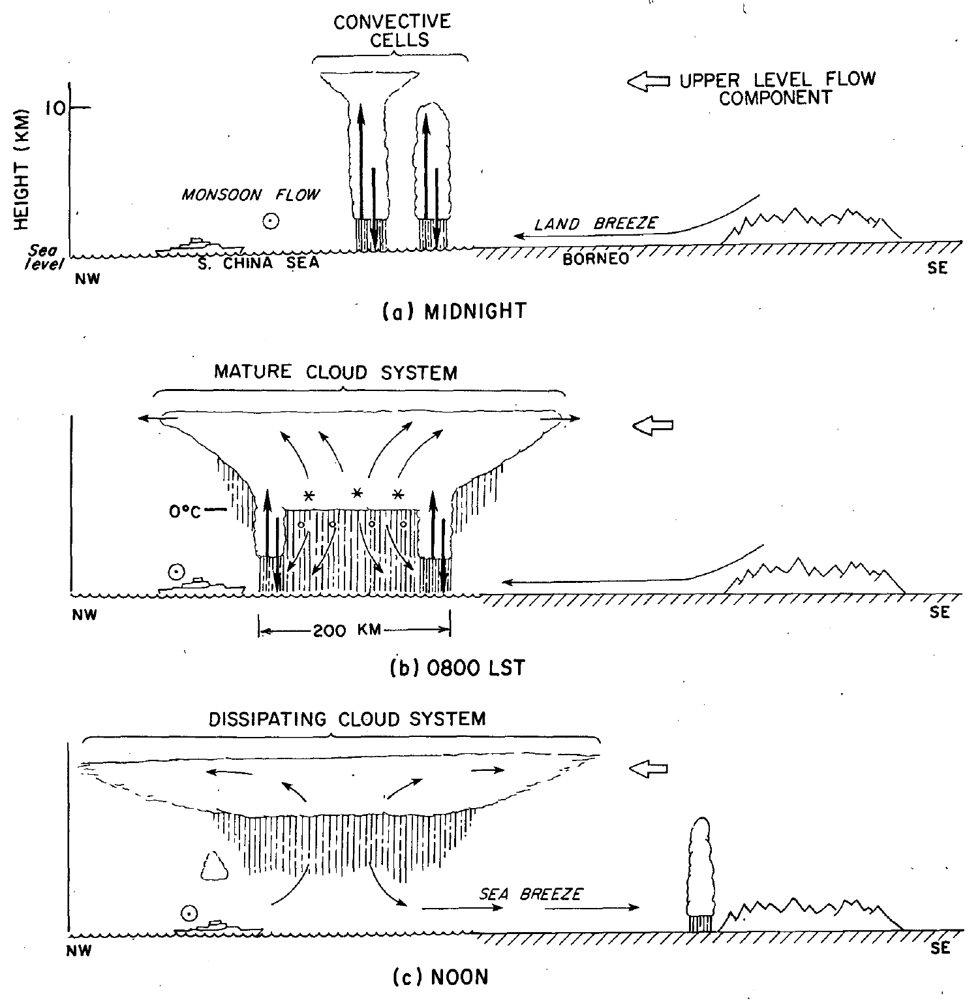 CONVECTIVE
CELLS
UPPER LEVEL FLOW
COMPONENT
10
HEIGHT (KM)
MONSOON FLOW
LAND BREEZE
Sea
level
S. CHINA SEA
BORNEO
NW
SE
(a) MIDNIGHT
MATURE CLOUD SYSTEM
0°C
NW
SE
200 KM
(b) 0800 LST
DISSIPATING CLOUD SYSTEM
SEA BREEZE
NW
SE
(c) NOON